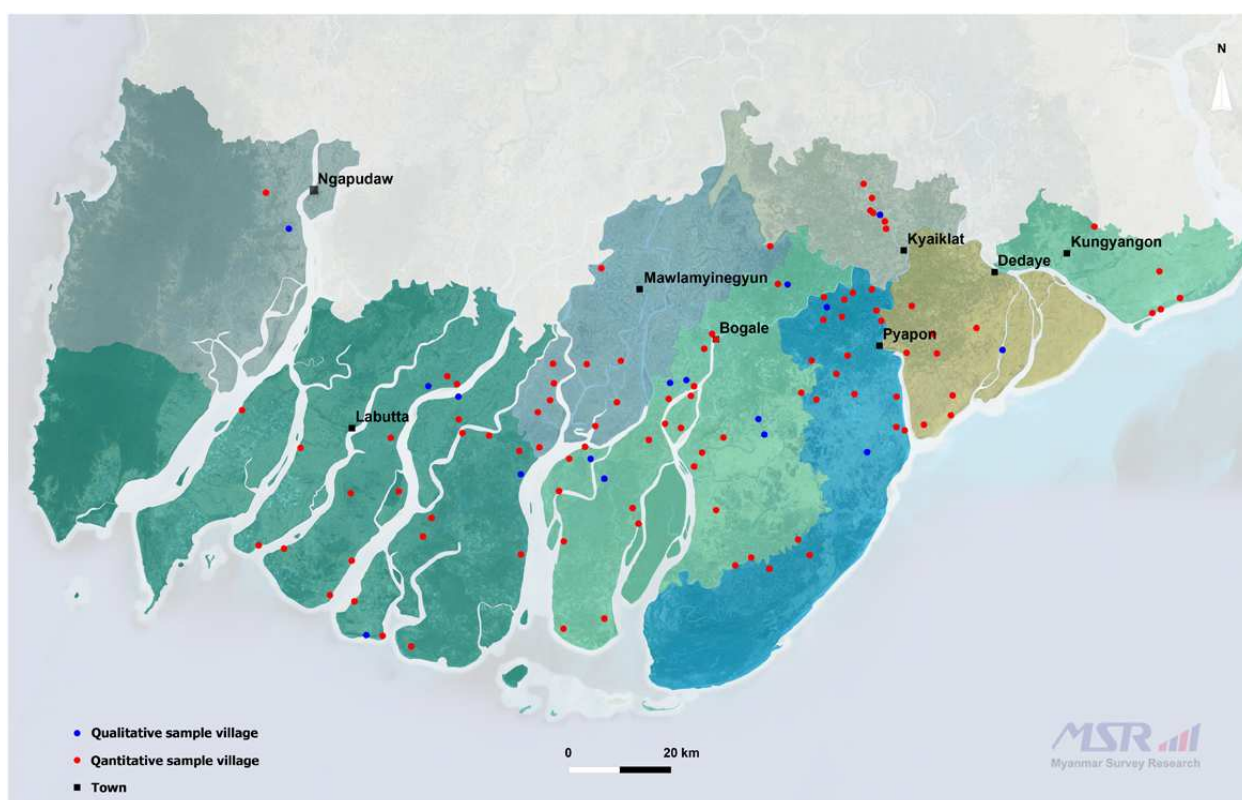 N
Ngapudaw
Kyaiklat
Kungyangon
Dedaye
Mawlamyinegyun
Bogale
Pyapon
Labutta
Qualitative sample village
Qantitative sample village
Town
0 20 km
MSR
Myanmar Survey Research